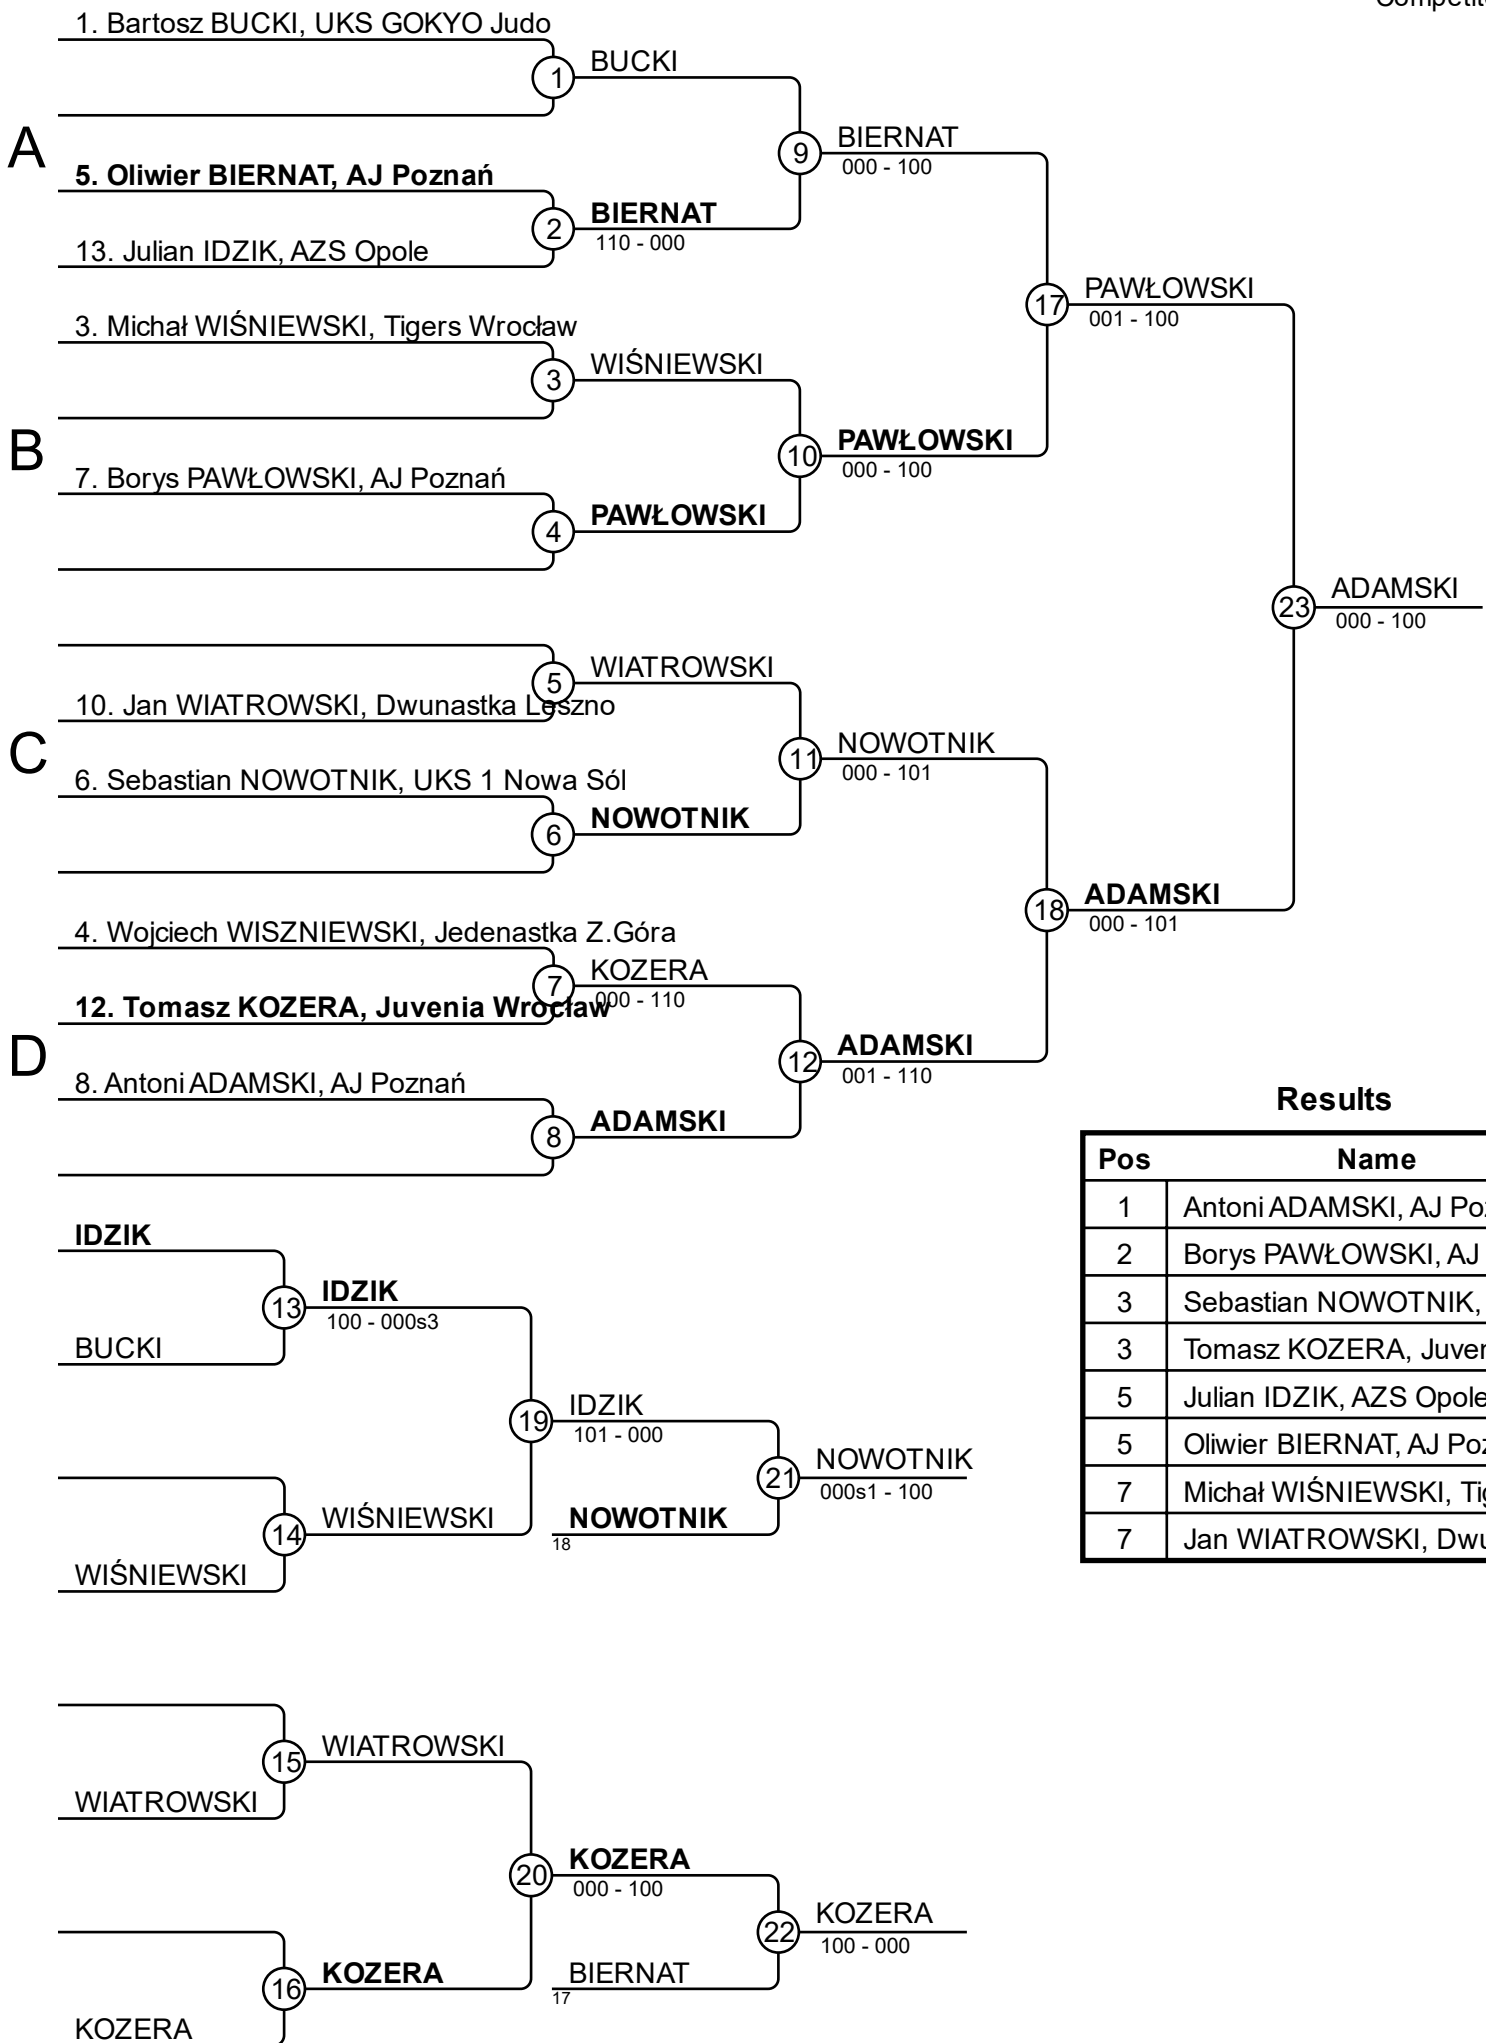 1. Bartosz BUCKI, UKS GOKYO Judo
1
BUCKI
A
5. Oliwier BIERNAT, AJ Poznań
2
BIERNAT
110 - 000
13. Julian IDZIK, AZS Opole
9
BIERNAT
000 - 100
3. Michał WIŚNIEWSKI, Tigers Wrocław
3
WIŚNIEWSKI
B
7. Borys PAWŁOWSKI, AJ Poznań
4
PAWŁOWSKI
10
PAWŁOWSKI
000 - 100
17
PAWŁOWSKI
001 - 100
5
WIATROWSKI
10. Jan WIATROWSKI, Dwunastka Leszno
C
6. Sebastian NOWOTNIK, UKS 1 Nowa Sól
6
NOWOTNIK
11
NOWOTNIK
000 - 101
4. Wojciech WISZNIEWSKI, Jedenastka Z.Góra
7
KOZERA
000 - 110
12. Tomasz KOZERA, Juvenia Wrocław
D
8. Antoni ADAMSKI, AJ Poznań
8
ADAMSKI
12
ADAMSKI
001 - 110
18
ADAMSKI
000 - 101
23
ADAMSKI
000 - 100
IDZIK
13
IDZIK
100 - 000s3
BUCKI
14
WIŚNIEWSKI
WIŚNIEWSKI
19
IDZIK
101 - 000
NOWOTNIK
18
21
NOWOTNIK
000s1 - 100
15
WIATROWSKI
WIATROWSKI
16
KOZERA
KOZERA
20
KOZERA
000 - 100
BIERNAT
17
22
KOZERA
100 - 000
Results
Pos Name
1 Antoni ADAMSKI, AJ
2 Borys PAWŁOWSKI, AJ
3 Sebastian NOWOTNIK,
3 Tomasz KOZERA,
5 Julian IDZIK, AZS Opole
5 Oliwier BIERNAT, AJ
7 Michał WIŚNIEWSKI,
7 Jan WIATROWSKI,